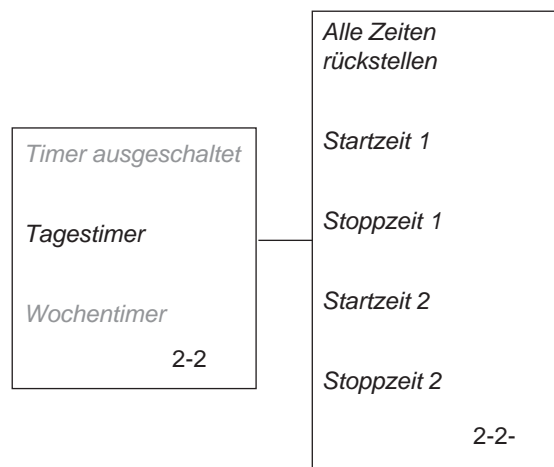 Timer ausgeschaltet
Tagestimer
Wochentimer
2-2
Alle Zeiten
rückstellen
Startzeit 1
Stoppzeit 1
Startzeit 2
Stoppzeit 2
2-2-